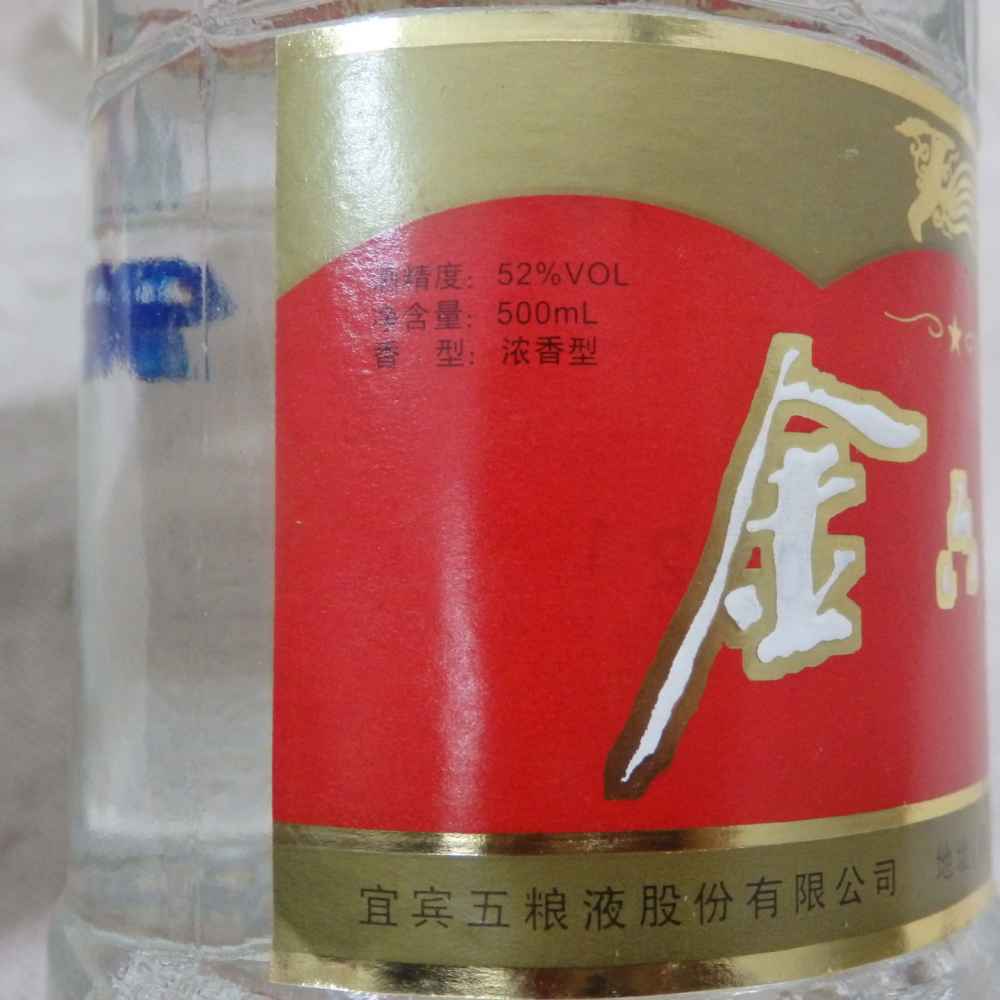 酒精度：52%VOL
净含量：500mL
香　型：浓香型
金
宜宾五粮液股份有限公司
地